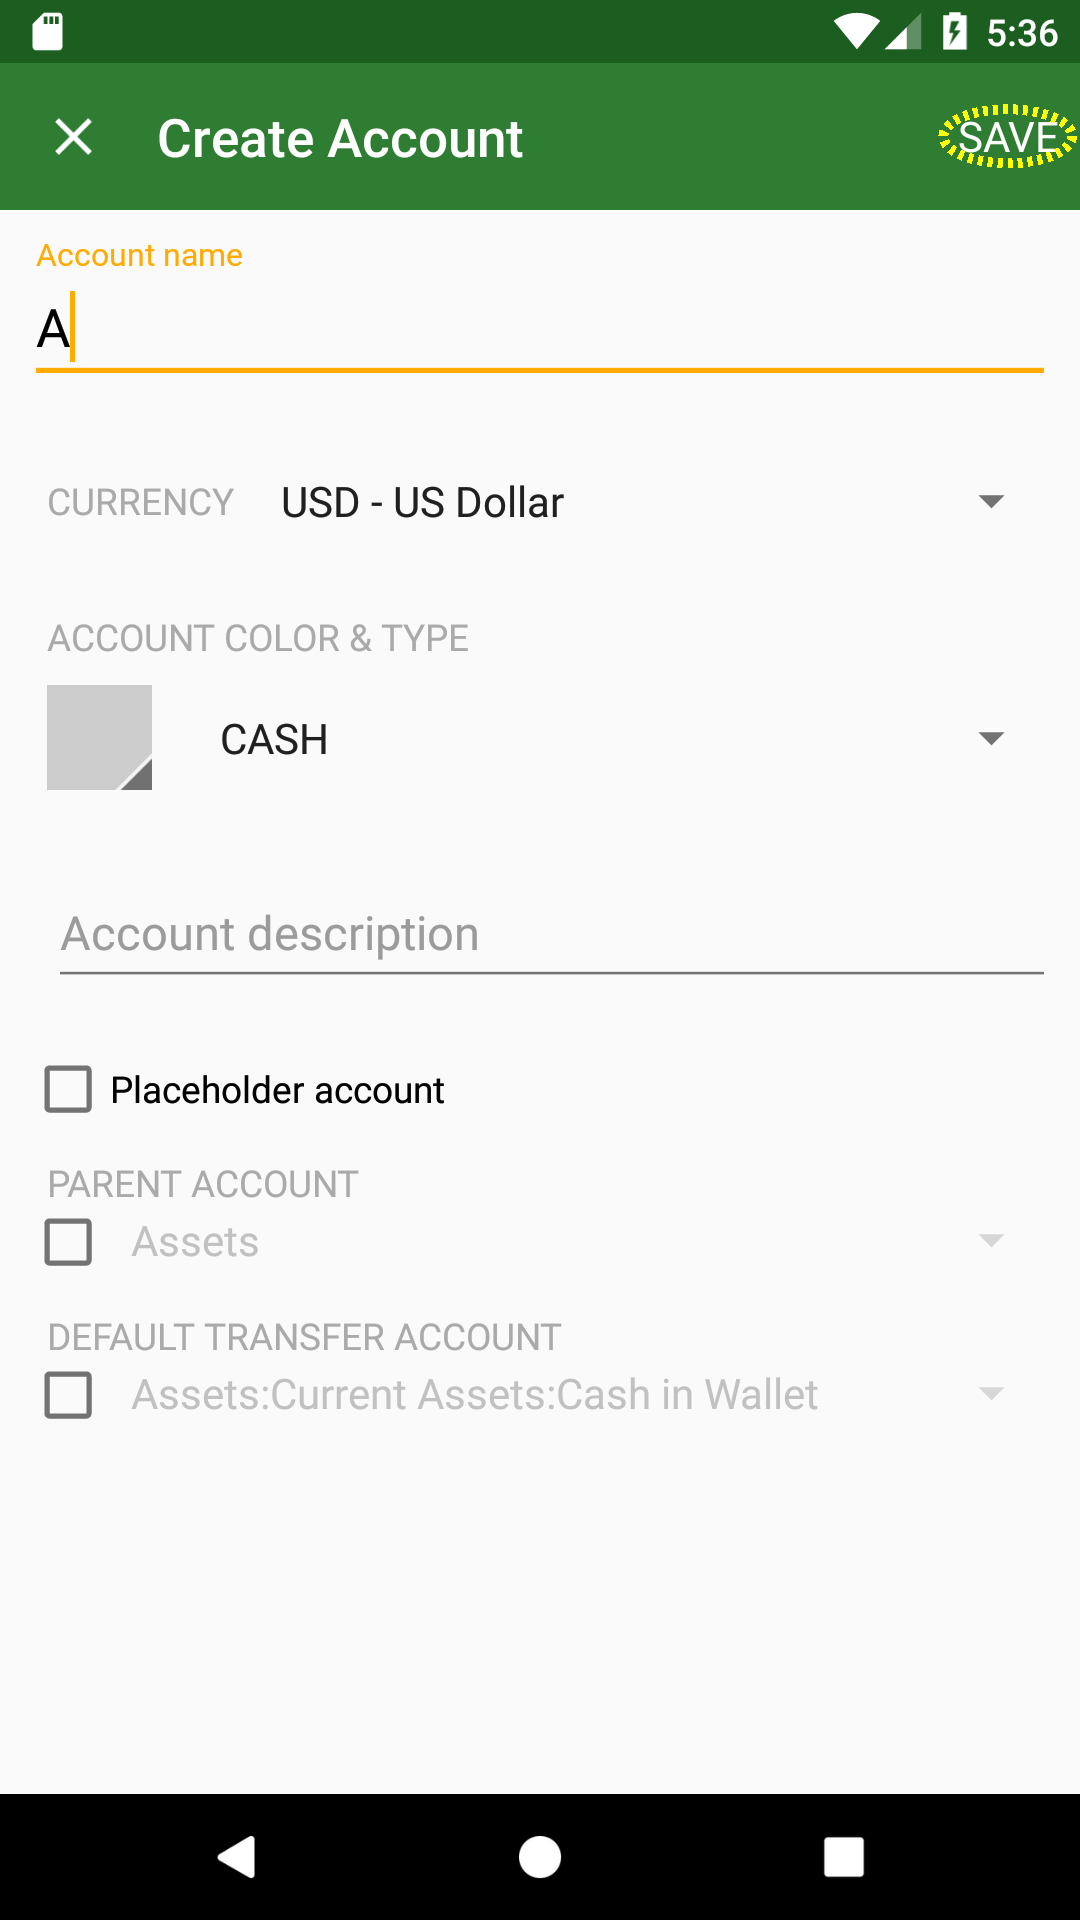 5:36
Create Account
SAVE
Account name
A
CURRENCY USD - US Dollar
ACCOUNT COLOR & TYPE
CASH
Account description
Placeholder account
PARENT ACCOUNT
Assets
DEFAULT TRANSFER ACCOUNT
Assets:Current Assets:Cash in Wallet